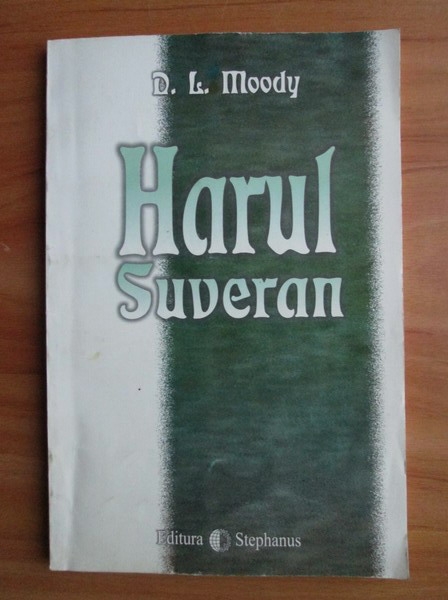 D. L. Moody
Harul
Suveran
Editura Stephanus